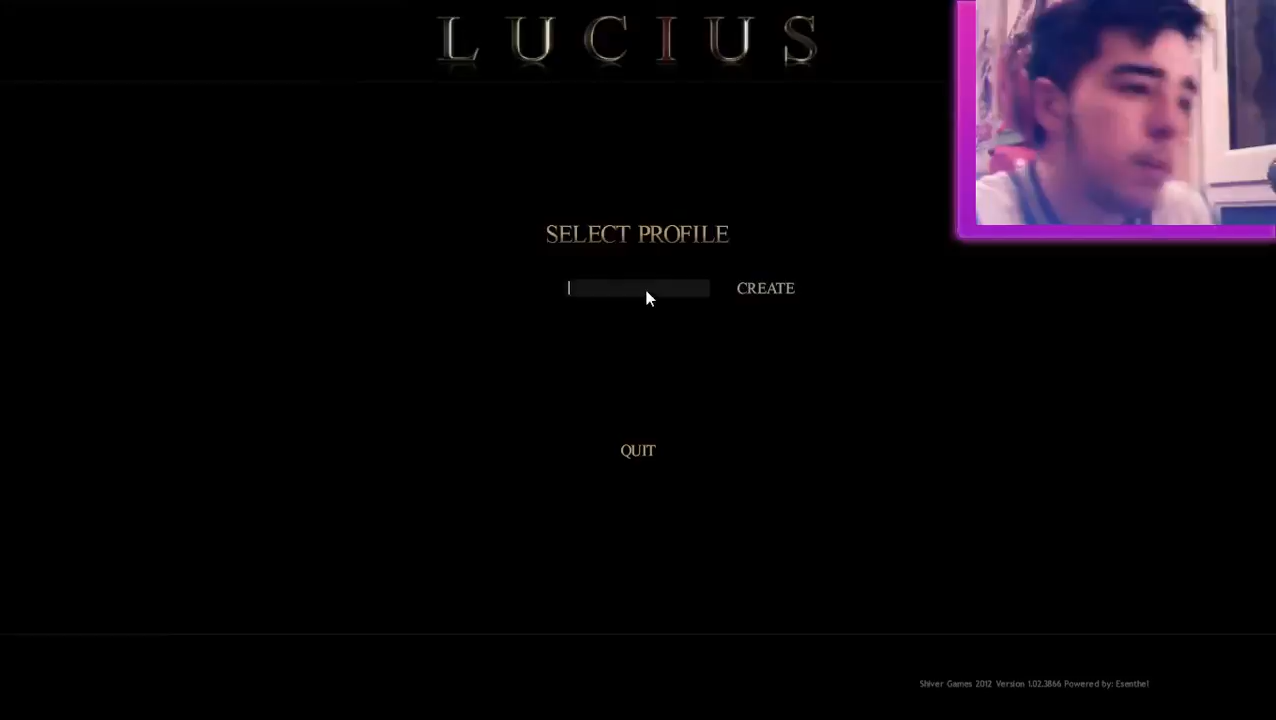 LUCIUS
SELECT PROFILE
CREATE
QUIT
Shiver Games 2012 Version 1.02.3866 Powered by: Esenthel